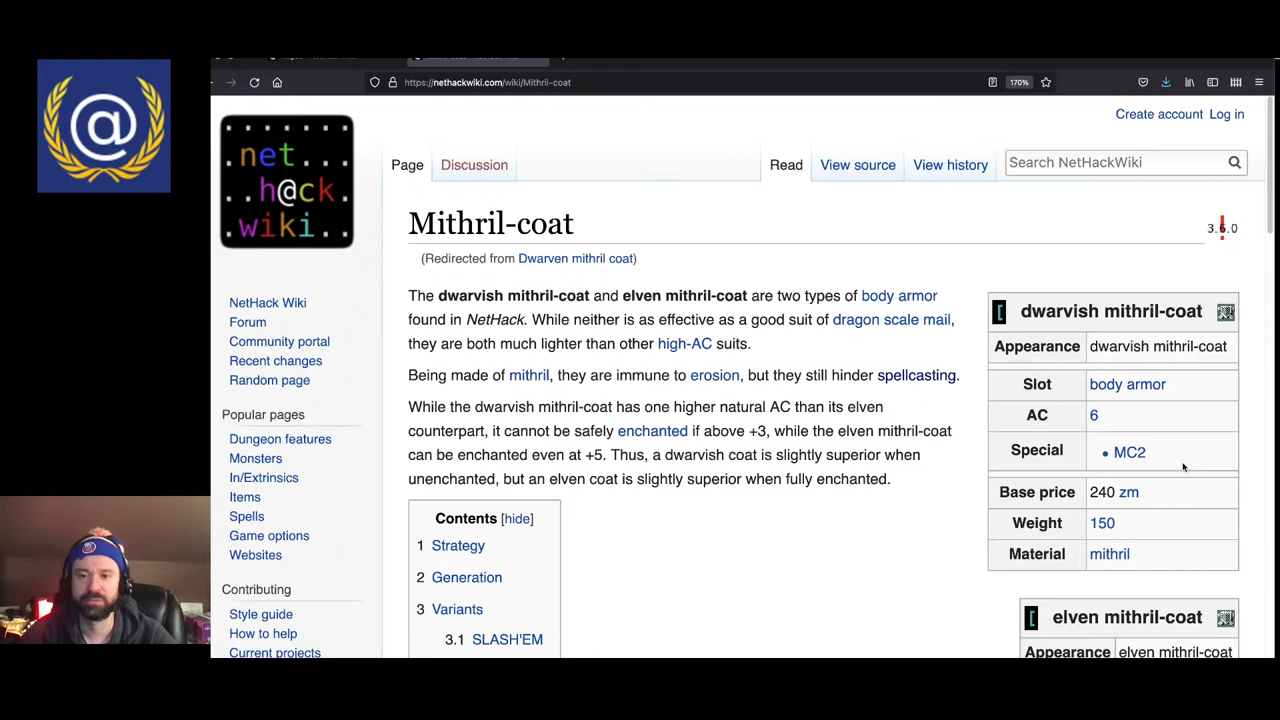 @
https://nethackwiki.com/wiki/Mithril-coat
170%
net
h@ck
wiki
Create account Log in
Page Discussion Read View source View history
Search NetHackWiki
Mithril-coat
(Redirected from Dwarven mithril coat)
The dwarvish mithril-coat and elven mithril-coat are two types of body armor
found in NetHack. While neither is as effective as a good suit of dragon scale mail,
they are both much lighter than other high-AC suits.
Being made of mithril, they are immune to erosion, but they still hinder spellcasting.
While the dwarvish mithril-coat has one higher natural AC than its elven
counterpart, it cannot be safely enchanted if above +3, while the elven mithril-coat
can be enchanted even at +5. Thus, a dwarvish coat is slightly superior when
unenchanted, but an elven coat is slightly superior when fully enchanted.
Contents [hide]
1 Strategy
2 Generation
3 Variants
3.1 SLASH'EM
[ dwarvish mithril-coat
Appearance dwarvish mithril-coat
Slot body armor
AC 6
Special • MC2
Base price 240 zm
Weight 150
Material mithril
[ elven mithril-coat
Appearance elven mithril-coat
NetHack Wiki
Forum
Community portal
Recent changes
Random page
Popular pages
Dungeon features
Monsters
In/Extrinsics
Items
Spells
Game options
Websites
Contributing
Style guide
How to help
Current projects